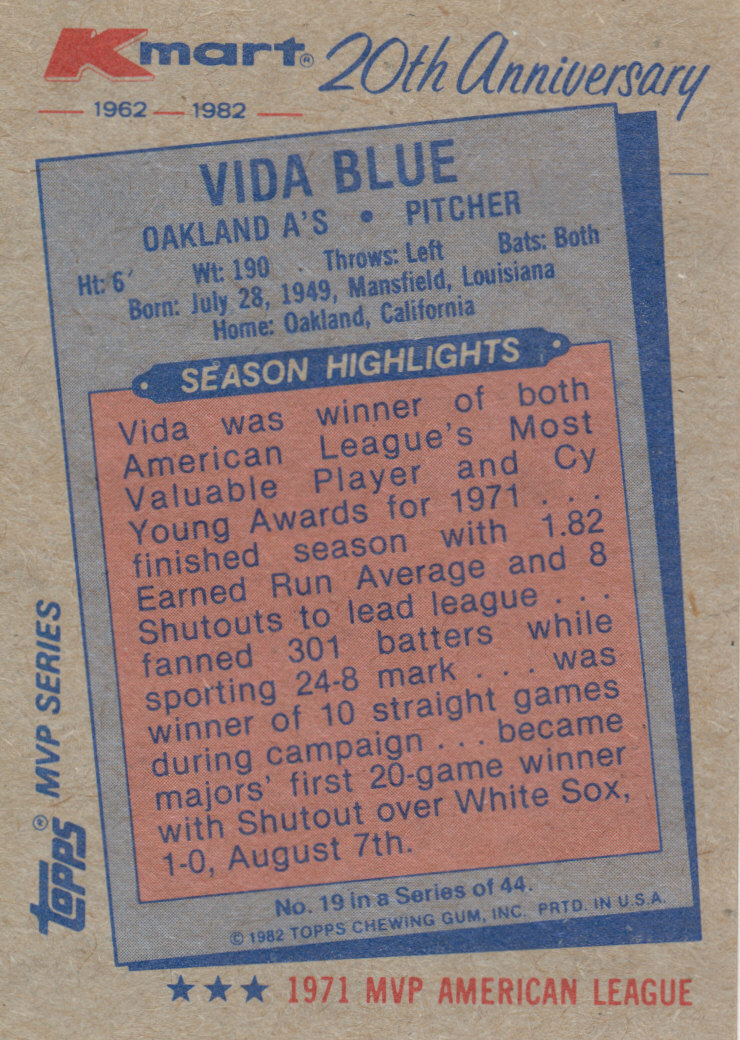 Kmart® 20th Anniversary
1962 — 1982
VIDA BLUE
OAKLAND A'S • PITCHER
Ht: 6' Wt: 190 Throws: Left Bats: Both
Born: July 28, 1949, Mansfield, Louisiana
Home: Oakland, California
SEASON HIGHLIGHTS
Vida was winner of both
American League's Most
Valuable Player and Cy
Young Awards for 1971 . . .
finished season with 1.82
Earned Run Average and 8
Shutouts to lead league . . .
fanned 301 batters while
sporting 24-8 mark . . . was
winner of 10 straight games
during campaign . . . became
majors' first 20-game winner
with Shutout over White Sox,
1-0, August 7th.
No. 19 in a Series of 44.
© 1982 TOPPS CHEWING GUM, INC. PRTD. IN U.S.A.
TOPPS® MVP SERIES
★★★ 1971 MVP AMERICAN LEAGUE